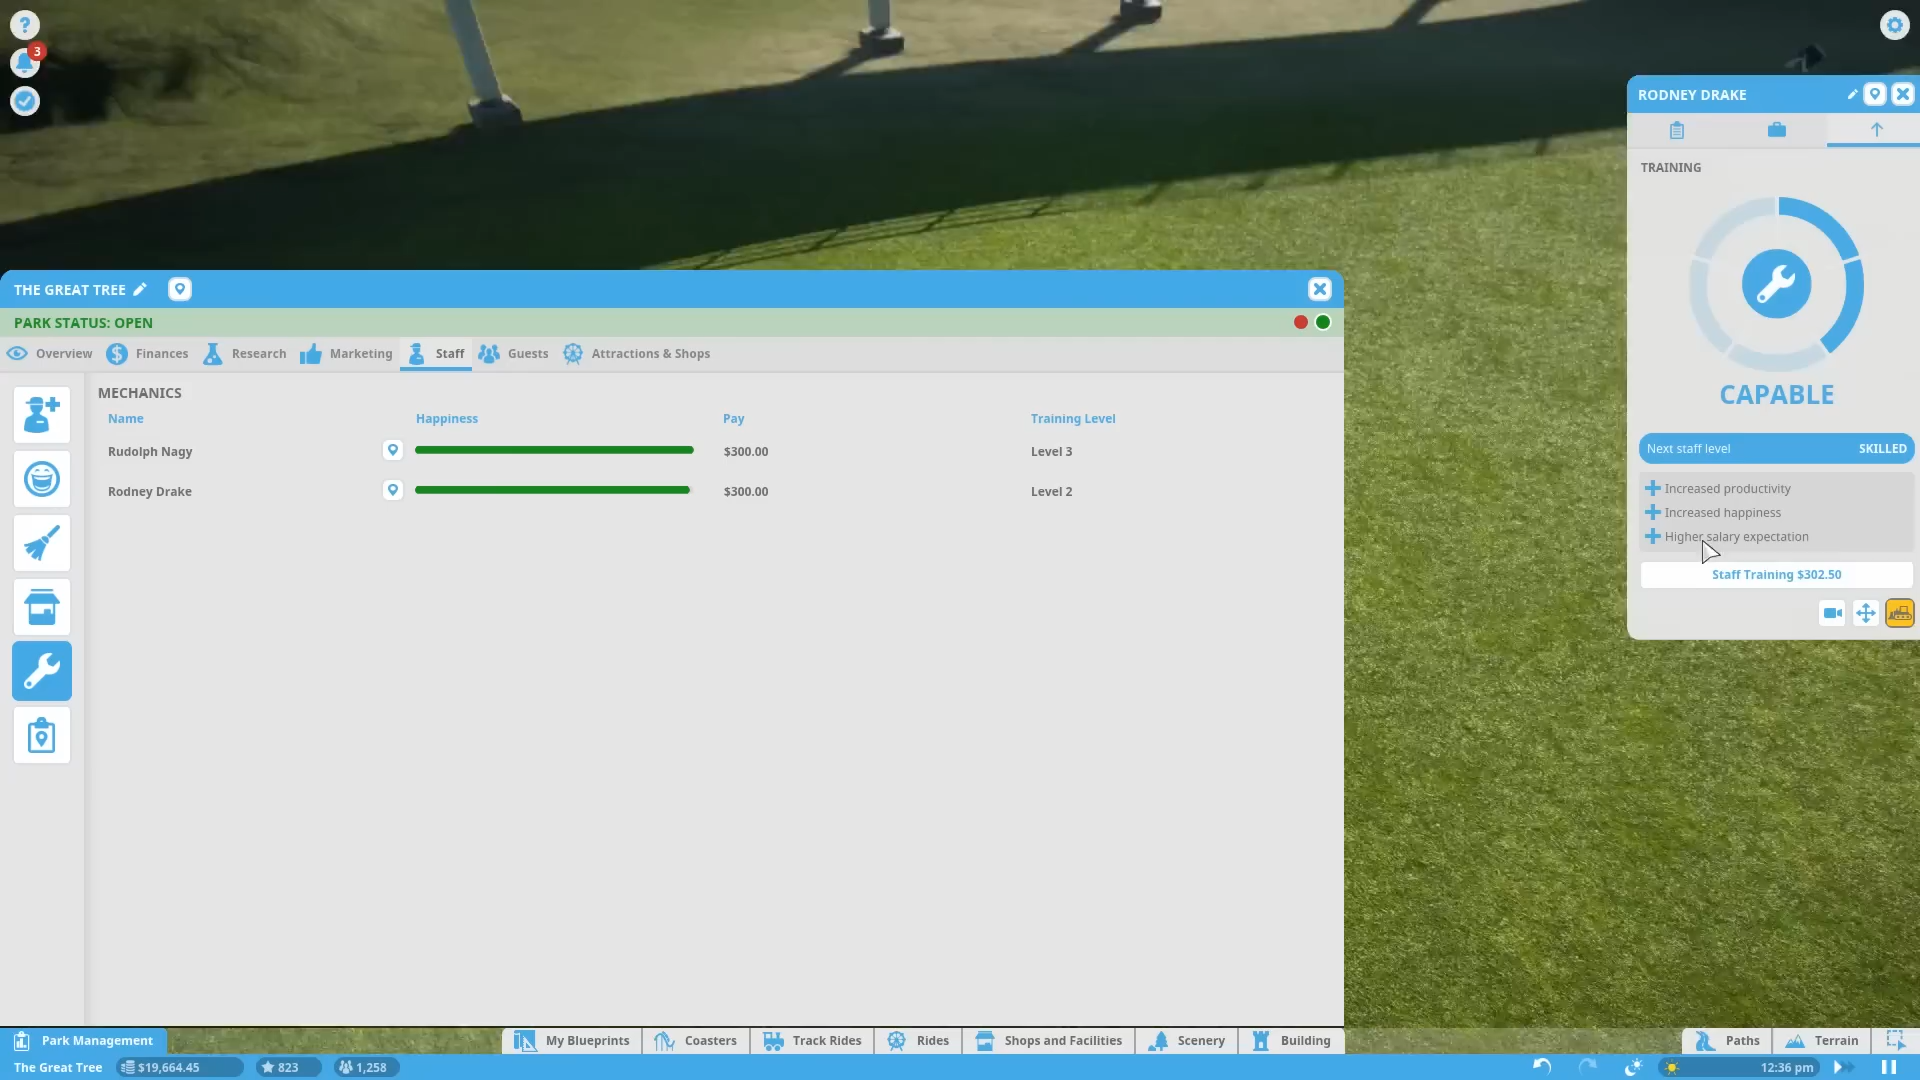 3
THE GREAT TREE
PARK STATUS: OPEN
Overview
Finances
Research
Marketing
Staff
Guests
Attractions & Shops
MECHANICS
Name Happiness Pay Training Level
Rudolph Nagy $300.00 Level 3
Rodney Drake $300.00 Level 2
RODNEY DRAKE
TRAINING
CAPABLE
Next staff level SKILLED
Increased productivity
Increased happiness
Higher salary expectation
Staff Training $302.50
Park Management
My Blueprints
Coasters
Track Rides
Rides
Shops and Facilities
Scenery
Building
Paths
Terrain
The Great Tree $19,664.45 823 1,258 12:36 pm